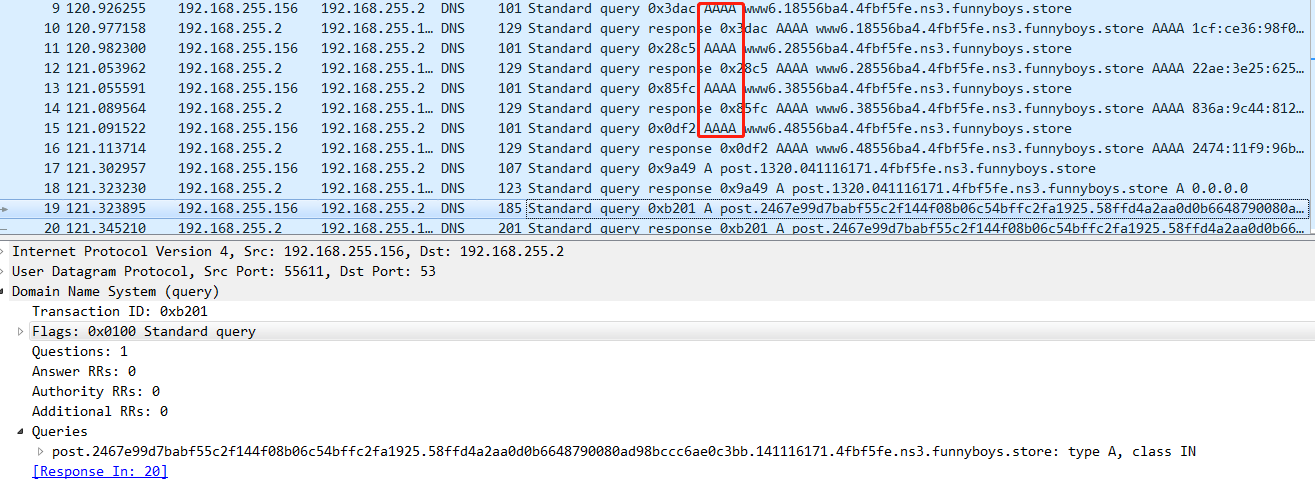 9 120.926255 192.168.255.156 192.168.255.2 DNS 101 Standard query 0x3dac AAAA www6.18556ba4.4fbf5fe.ns3.funnyboys.store
10 120.977158 192.168.255.2 192.168.255.1… DNS 129 Standard query response 0x3dac AAAA www6.18556ba4.4fbf5fe.ns3.funnyboys.store AAAA 1cf:ce36:98f0…
11 120.982300 192.168.255.156 192.168.255.2 DNS 101 Standard query 0x28c5 AAAA www6.28556ba4.4fbf5fe.ns3.funnyboys.store
12 121.053962 192.168.255.2 192.168.255.1… DNS 129 Standard query response 0x28c5 AAAA www6.28556ba4.4fbf5fe.ns3.funnyboys.store AAAA 22ae:3e25:625…
13 121.055591 192.168.255.156 192.168.255.2 DNS 101 Standard query 0x85fc AAAA www6.38556ba4.4fbf5fe.ns3.funnyboys.store
14 121.089564 192.168.255.2 192.168.255.1… DNS 129 Standard query response 0x85fc AAAA www6.38556ba4.4fbf5fe.ns3.funnyboys.store AAAA 836a:9c44:812…
15 121.091522 192.168.255.156 192.168.255.2 DNS 101 Standard query 0x0df2 AAAA www6.48556ba4.4fbf5fe.ns3.funnyboys.store
16 121.113714 192.168.255.2 192.168.255.1… DNS 129 Standard query response 0x0df2 AAAA www6.48556ba4.4fbf5fe.ns3.funnyboys.store AAAA 2474:11f9:96b…
17 121.302957 192.168.255.156 192.168.255.2 DNS 107 Standard query 0x9a49 A post.1320.041116171.4fbf5fe.ns3.funnyboys.store
18 121.323230 192.168.255.2 192.168.255.1… DNS 123 Standard query response 0x9a49 A post.1320.041116171.4fbf5fe.ns3.funnyboys.store A 0.0.0.0
19 121.323895 192.168.255.156 192.168.255.2 DNS 185 Standard query 0xb201 A post.2467e99d7babf55c2f144f08b06c54bffc2fa1925.58ffd4a2aa0d0b6648790080a…
20 121.345210 192.168.255.2 192.168.255.1… DNS 201 Standard query response 0xb201 A post.2467e99d7babf55c2f144f08b06c54bffc2fa1925.58ffd4a2aa0d0b66…
Internet Protocol Version 4, Src: 192.168.255.156, Dst: 192.168.255.2
User Datagram Protocol, Src Port: 55611, Dst Port: 53
Domain Name System (query)
Transaction ID: 0xb201
Flags: 0x0100 Standard query
Questions: 1
Answer RRs: 0
Authority RRs: 0
Additional RRs: 0
Queries
post.2467e99d7babf55c2f144f08b06c54bffc2fa1925.58ffd4a2aa0d0b6648790080ad98bccc6ae0c3bb.141116171.4fbf5fe.ns3.funnyboys.store: type A, class IN
[Response In: 20]